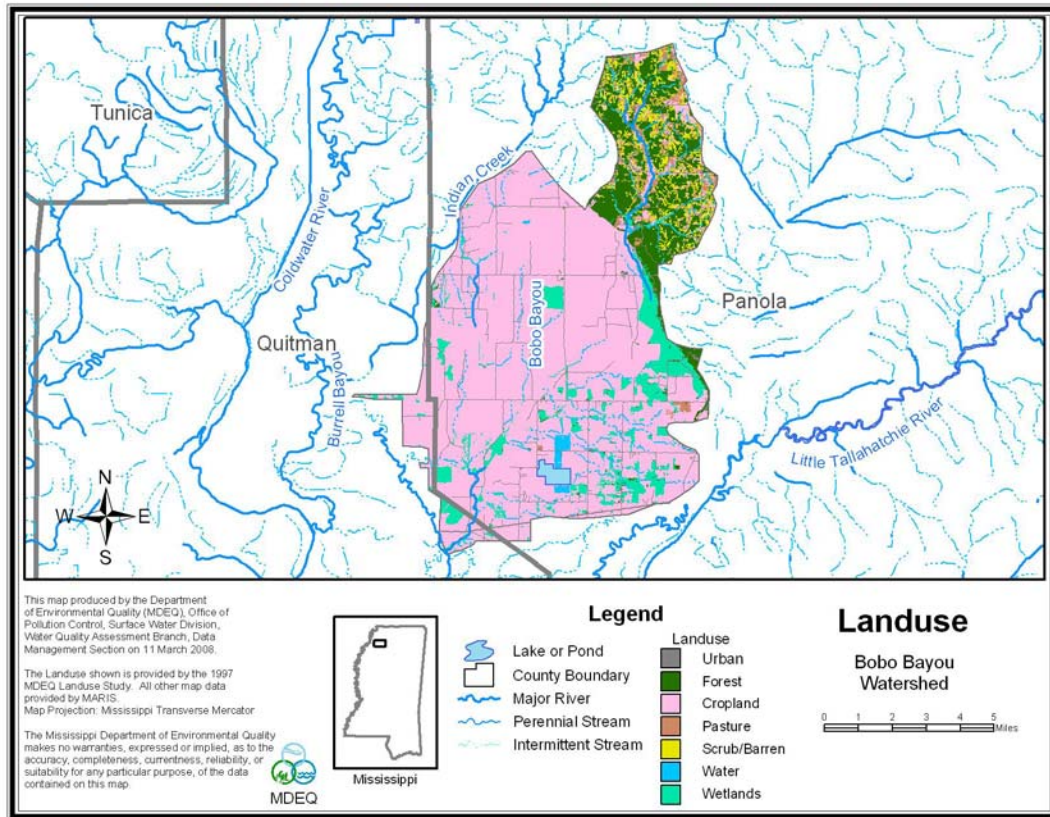 Tunica
Coldwater River
Indian Creek
Quitman
Burrell Bayou
Bobo Bayou
Panola
Little Tallahatchie River
N
W E
S
This map produced by the Department
of Environmental Quality (MDEQ), Office of
Pollution Control, Surface Water Division,
Water Quality Assessment Branch, Data
Management Section on 11 March 2008.
The Landuse shown is provided by the 1997
MDEQ Landuse Study. All other map data
provided by MARIS.
Map Projection: Mississippi Transverse Mercator
The Mississippi Department of Environmental Quality
makes no warranties, expressed or implied, as to the
accuracy, completeness, currentness, reliability, or
suitability for any particular purpose, of the data
contained on this map.
MDEQ
Mississippi
Legend
Lake or Pond
County Boundary
Major River
Perennial Stream
Intermittent Stream
Landuse
Urban
Forest
Cropland
Pasture
Scrub/Barren
Water
Wetlands
Landuse
Bobo Bayou
Watershed
0 1 2 3 4 5
Miles